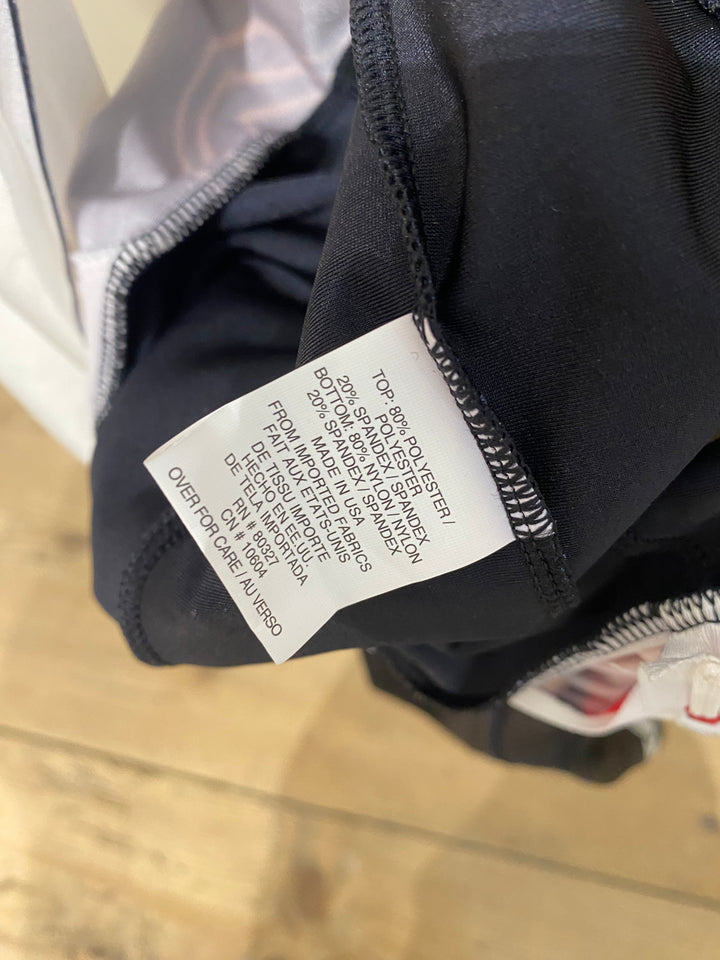 TOP: 80% POLYESTER /
POLYESTER
20% SPANDEX / SPANDEX
BOTTOM: 80% NYLON / NYLON
20% SPANDEX / SPANDEX
MADE IN USA
FROM IMPORTED FABRICS
FAIT AUX ETATS-UNIS
DE TISSU IMPORTE
HECHO EN EE.UU.
DE TELA IMPORTADA
RN # 80327
CN # 10604
OVER FOR CARE / AU VERSO